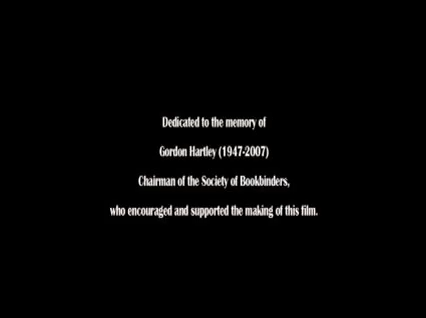 Dedicated to the memory of
Gordon Hartley (1947-2007)
Chairman of the Society of Bookbinders,
who encouraged and supported the making of this film.